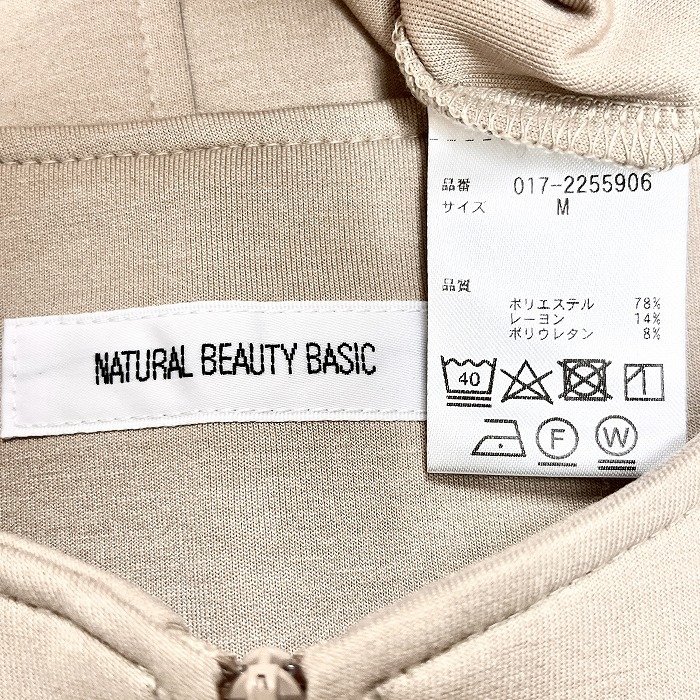 NATURAL BEAUTY BASIC
品番 017-2255906
サイズ M
品質
ポリエステル 78%
レーヨン 14%
ポリウレタン 8%
40
F W